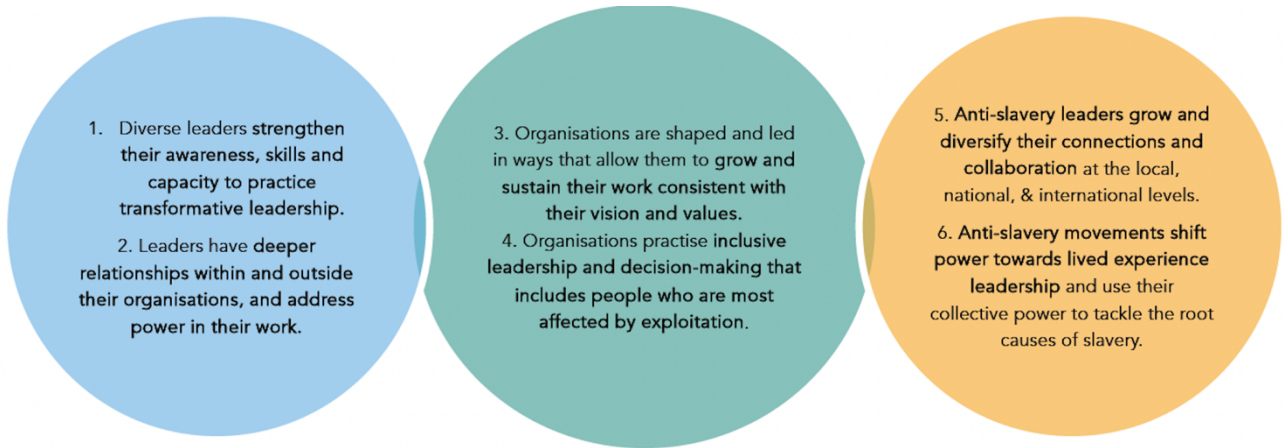 1. Diverse leaders strengthen
their awareness, skills and
capacity to practice
transformative leadership.
2. Leaders have deeper
relationships within and outside
their organisations, and address
power in their work.
3. Organisations are shaped and led
in ways that allow them to grow and
sustain their work consistent with
their vision and values.
4. Organisations practise inclusive
leadership and decision-making that
includes people who are most
affected by exploitation.
5. Anti-slavery leaders grow and
diversify their connections and
collaboration at the local,
national, & international levels.
6. Anti-slavery movements shift
power towards lived experience
leadership and use their
collective power to tackle the root
causes of slavery.